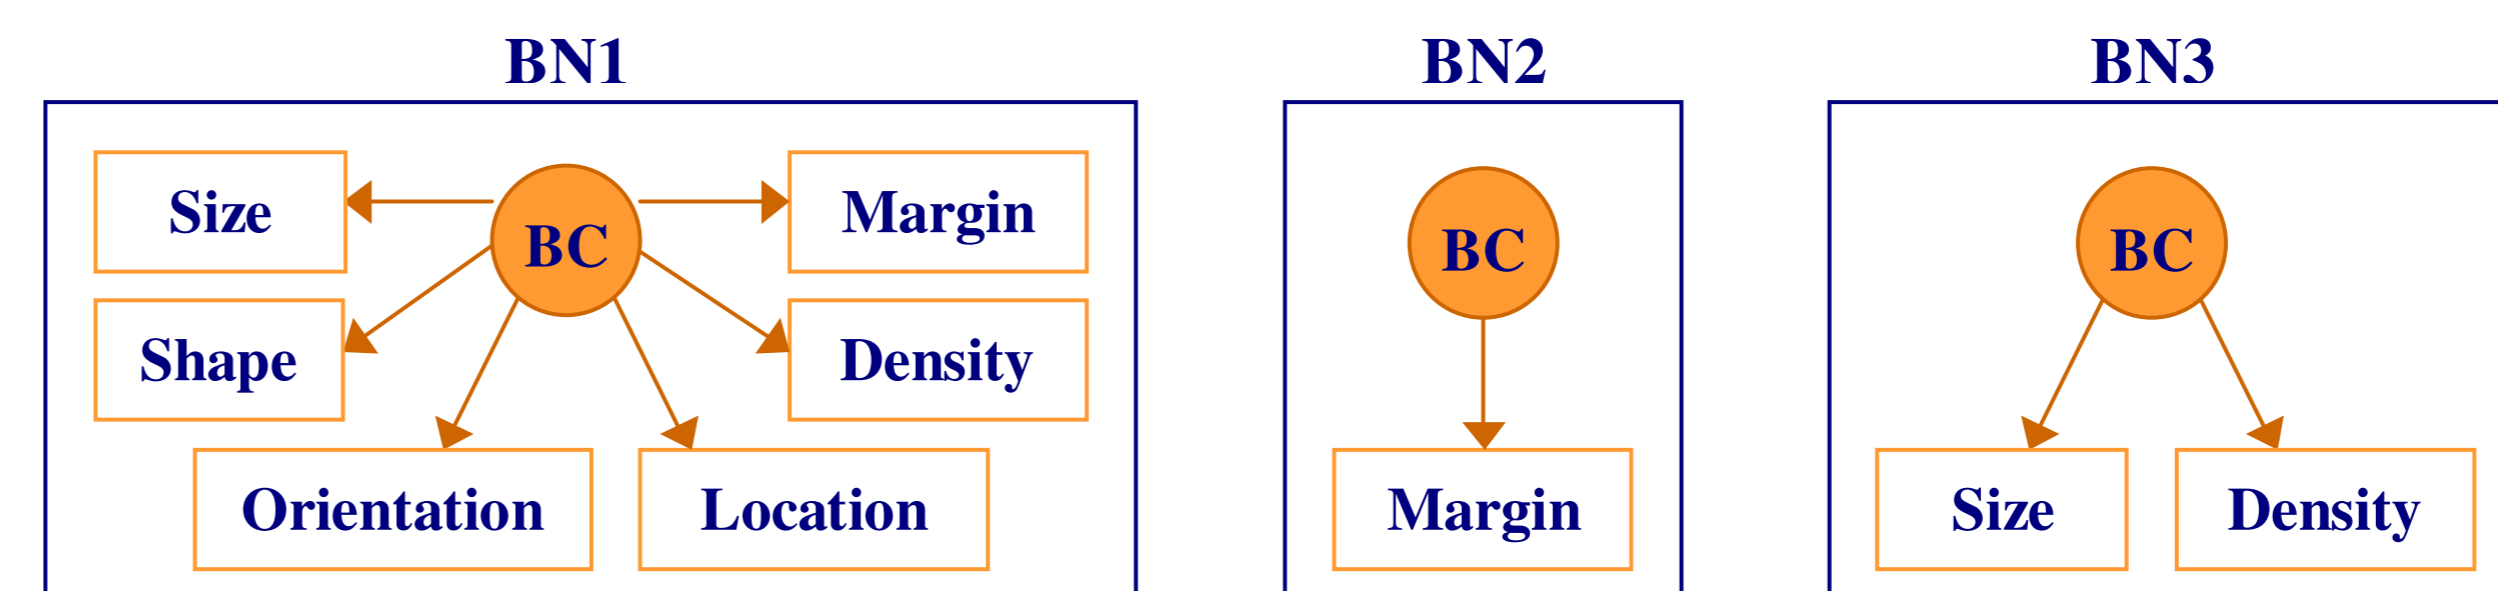 BN1
BN2
BN3
Size
BC
Margin
Shape
Density
Orientation
Location
BC
Margin
BC
Size
Density